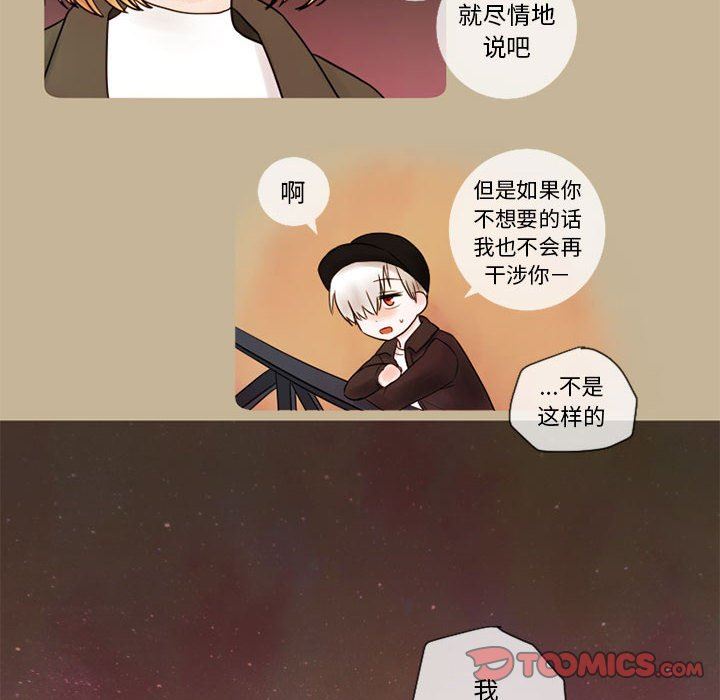 就尽情地
说吧
啊
但是如果你
不想要的话
我也不会再
干涉你—
...不是
这样的
我
TOOMICS.COM